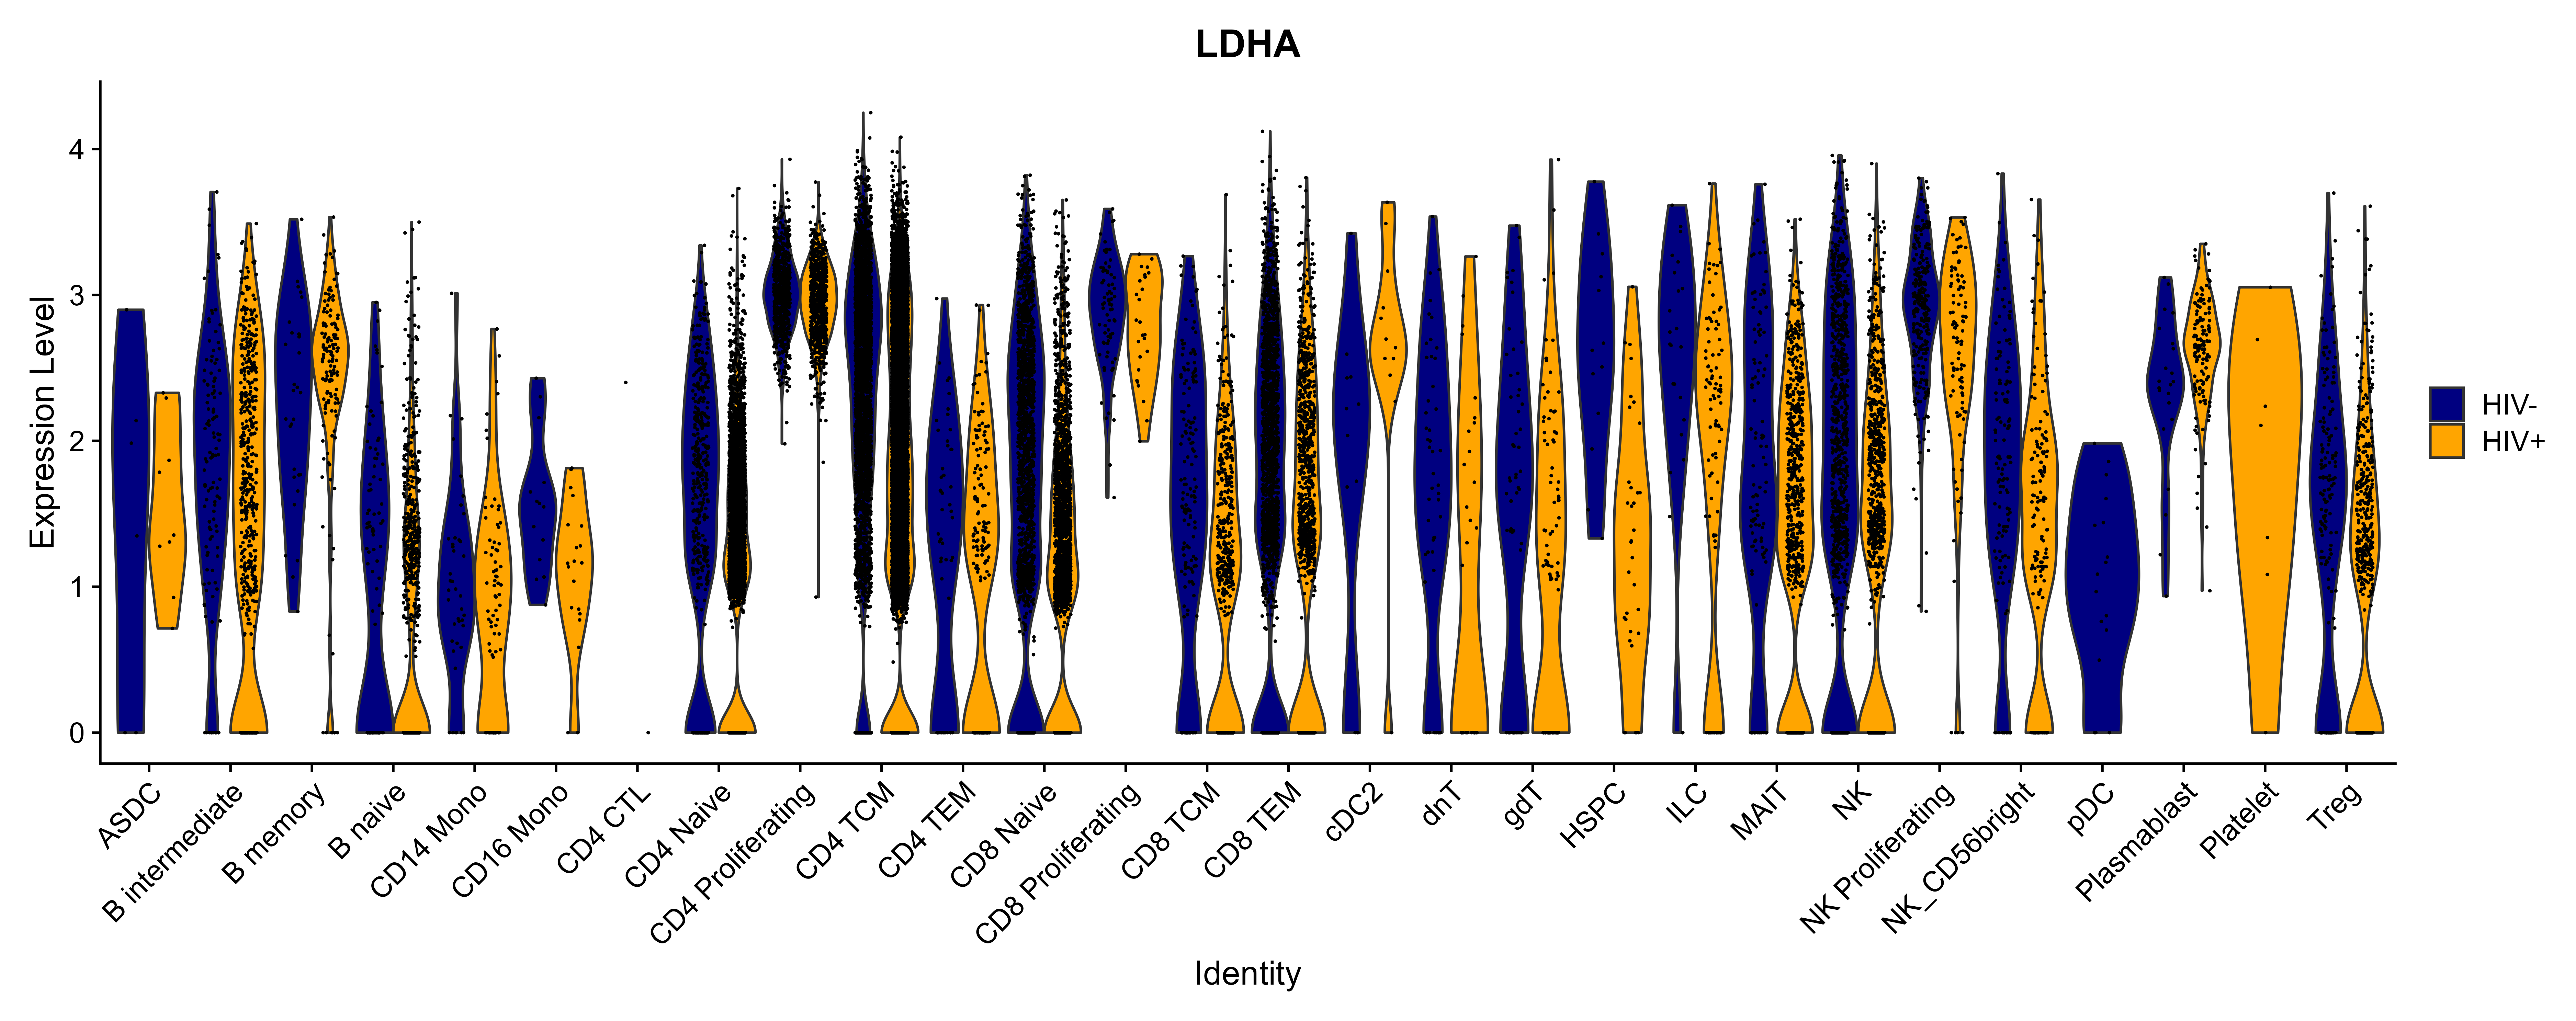 LDHA
Expression Level
4
3
2
1
0
ASDC
B intermediate
B memory
B naive
CD14 Mono
CD16 Mono
CD4 CTL
CD4 Naive
CD4 Proliferating
CD4 TCM
CD4 TEM
CD8 Naive
CD8 Proliferating
CD8 TCM
CD8 TEM
cDC2
dnT
gdT
HSPC
ILC
MAIT
NK
NK Proliferating
NK_CD56bright
pDC
Plasmablast
Platelet
Treg
Identity
HIV-
HIV+